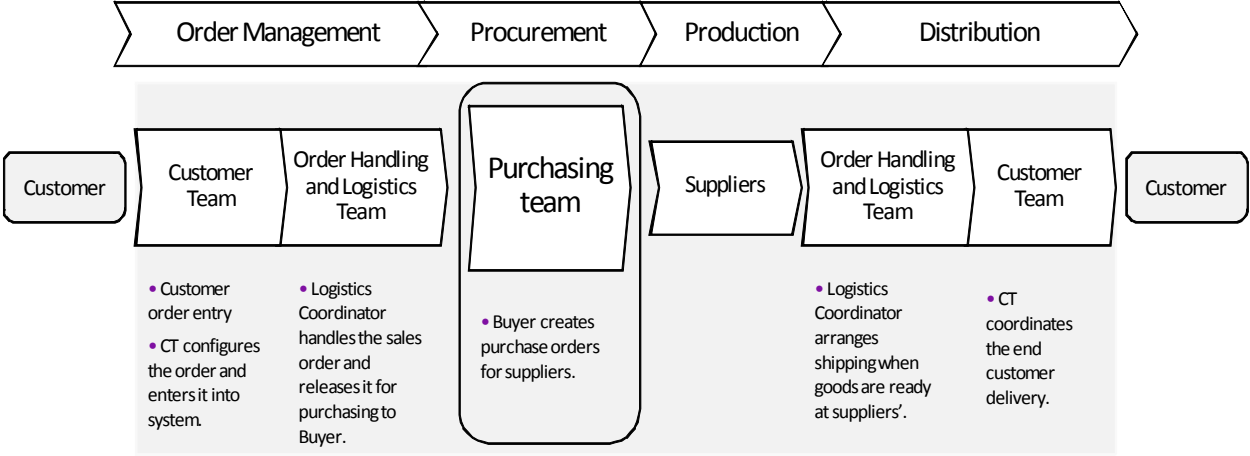 Order Management
Procurement
Production
Distribution
Customer
Customer
Team
Order Handling
and Logistics
Team
Purchasing
team
Suppliers
Order Handling
and Logistics
Team
Customer
Team
Customer
• Customer
order entry
• CT configures
the order and
enters it into
system.
• Logistics
Coordinator
handles the sales
order and
releases it for
purchasing to
Buyer.
• Buyer creates
purchase orders
for suppliers.
• Logistics
Coordinator
arranges
shipping when
goods are ready
at suppliers’.
• CT
coordinates
the end
customer
delivery.